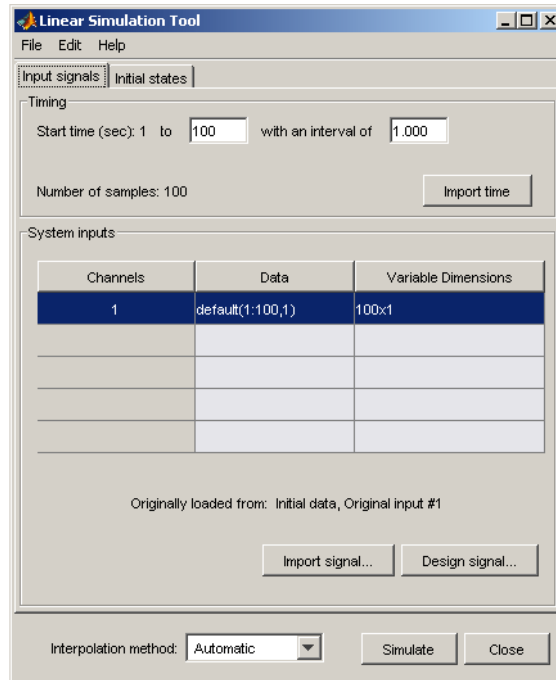 Linear Simulation Tool
File Edit Help
Input signals Initial states
Timing
Start time (sec): 1 to 100 with an interval of 1.000
Number of samples: 100 Import time
System inputs
Channels Data Variable Dimensions
1 default(1:100,1) 100x1
Originally loaded from: Initial data, Original input #1
Import signal... Design signal...
Interpolation method: Automatic Simulate Close